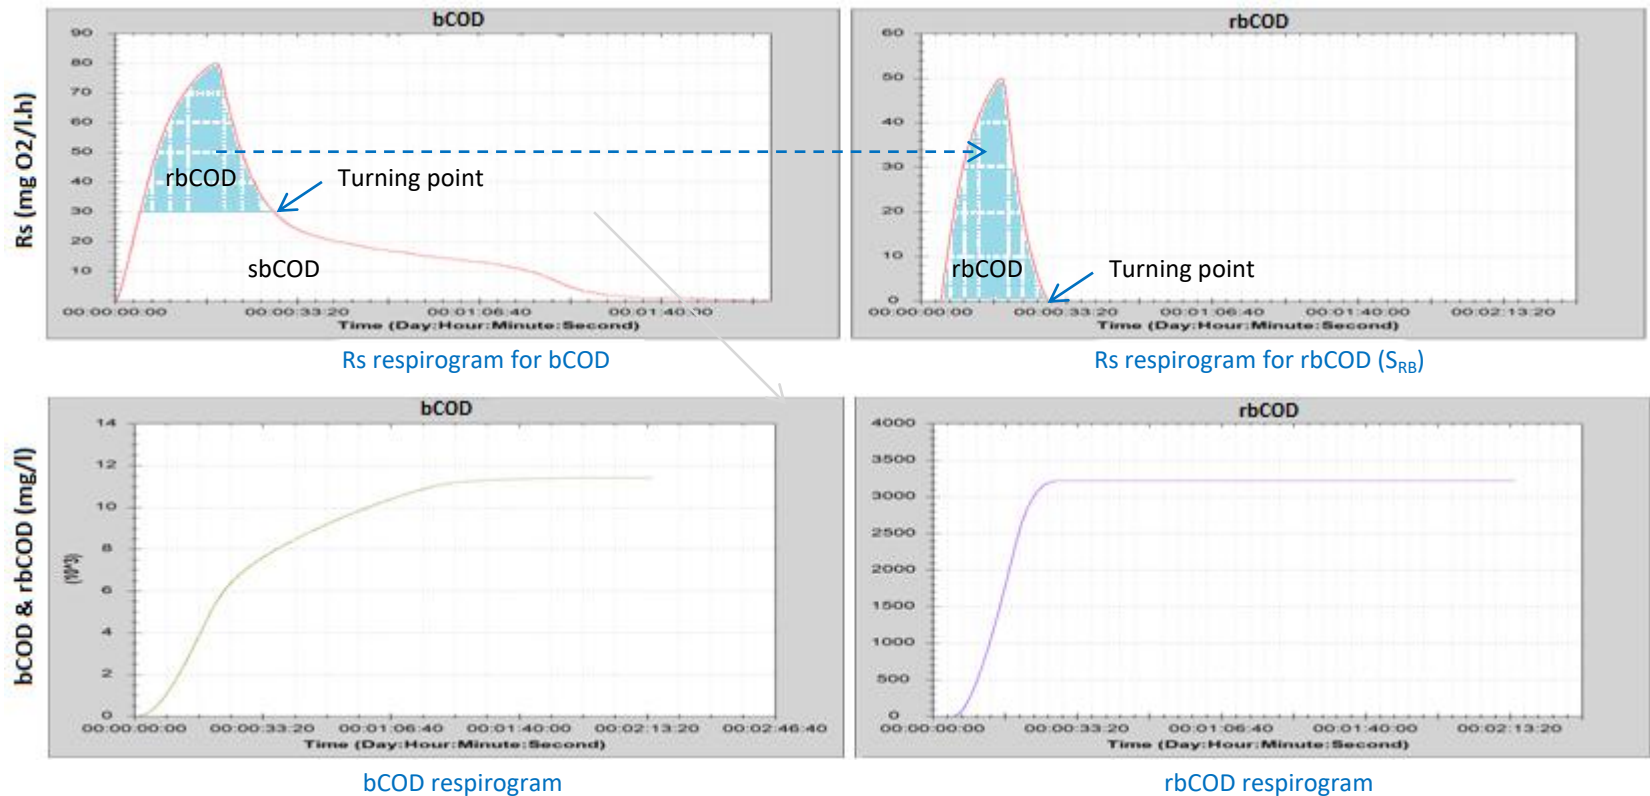 bCOD
Rs (mg O2/l.h)
90
80
70
60
50
40
30
20
10
rbCOD
Turning point
sbCOD
00:00:00:00
00:00:33:20
00:01:06:40
00:01:40:00
Time (Day:Hour:Minute:Second)
Rs respirogram for bCOD
rbCOD
60
50
40
30
20
10
0
rbCOD
Turning point
00:00:00:00
00:00:33:20
00:01:06:40
00:01:40:00
00:02:13:20
Time (Day:Hour:Minute:Second)
Rs respirogram for rbCOD (SRB)
bCOD
bCOD & rbCOD (mg/l)
(10^3)
14
12
10
8
6
4
2
0
00:00:00:00
00:00:33:20
00:01:06:40
00:01:40:00
00:02:13:20
00:02:46:40
Time (Day:Hour:Minute:Second)
bCOD respirogram
rbCOD
4000
3500
3000
2500
2000
1500
1000
500
0
00:00:00:00
00:00:33:20
00:01:06:40
00:01:40:00
00:02:13:20
Time (Day:Hour:Minute:Second)
rbCOD respirogram